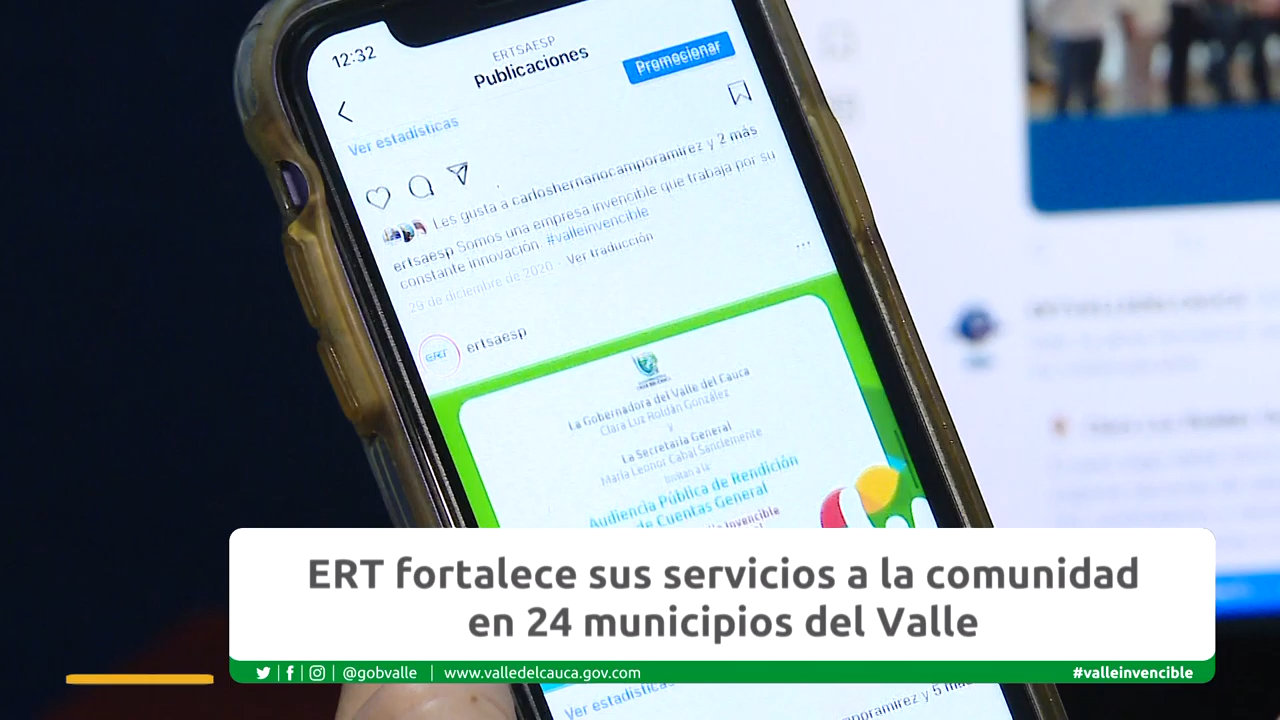 12:32
ERTSAESP
Publicaciones
Promocionar
Ver estadísticas
Les gusta a carloshernanocamporamirez y 2 más
ertsaesp Somos una empresa invencible que trabaja por su
constante innovación. #valleinvencible
29 de diciembre de 2020 · Ver traducción
ertsaesp
La Gobernadora del Valle del Cauca
Clara Luz Roldán González
y
La Secretaria General
María Leonor Cabal Sanclemente
Invitan a la:
Audiencia Pública de Rendición
de Cuentas General
Invencible
ERT fortalece sus servicios a la comunidad
en 24 municipios del Valle
@gobvalle | www.valledelcauca.gov.com
#valleinvencible
Ver estadísticas
y 5 más